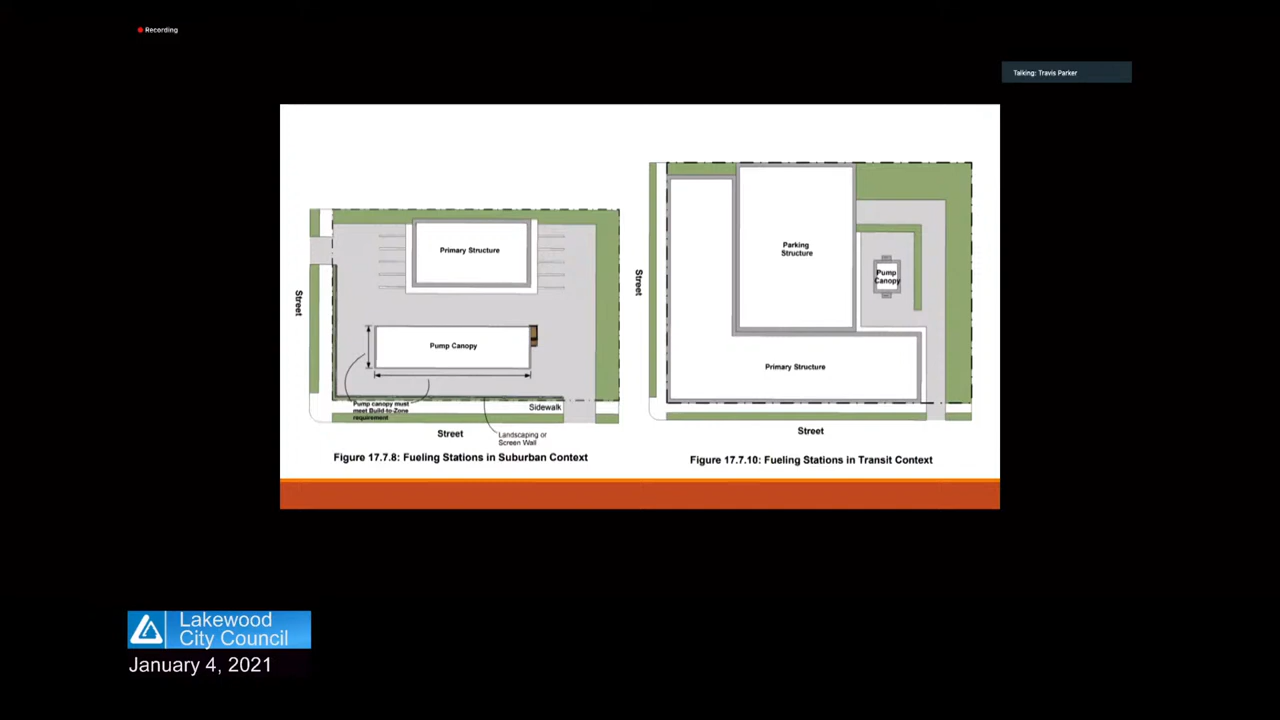 Recording
Talking: Travis Parker
Primary Structure
Street
Pump Canopy
Pump canopy must
meet Build-to-Zone
requirement
Sidewalk
Street
Landscaping or
Screen Wall
Figure 17.7.8: Fueling Stations in Suburban Context
Parking
Structure
Street
Pump
Canopy
Primary Structure
Street
Figure 17.7.10: Fueling Stations in Transit Context
Lakewood
City Council
January 4, 2021